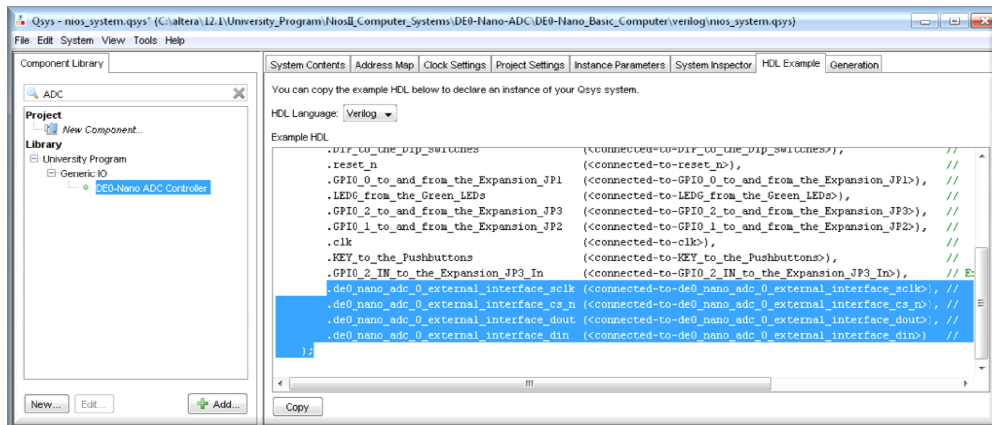 Qsys - nios_system.qsys* (C:\altera\12.1\University_Program\NiosII_Computer_Systems\DE0-Nano-ADC\DE0-Nano_Basic_Computer\verilog\nios_system.qsys)
File Edit System View Tools Help
Component Library
ADC
Project
New Component...
Library
University Program
Generic IO
DE0-Nano ADC Controller
New... Edit... Add...
System Contents Address Map Clock Settings Project Settings Instance Parameters System Inspector HDL Example Generation
You can copy the example HDL below to declare an instance of your Qsys system.
HDL Language: Verilog
Example HDL
.DIP_to_the_Dip_switches (<connected-to-DIP_to_the_Dip_switches>), //
.reset_n (<connected-to-reset_n>), //
.GPIO_0_to_and_from_the_Expansion_JP1 (<connected-to-GPIO_0_to_and_from_the_Expansion_JP1>), //
.LEDG_from_the_Green_LEDs (<connected-to-LEDG_from_the_Green_LEDs>), //
.GPIO_2_to_and_from_the_Expansion_JP3 (<connected-to-GPIO_2_to_and_from_the_Expansion_JP3>), //
.GPIO_1_to_and_from_the_Expansion_JP2 (<connected-to-GPIO_1_to_and_from_the_Expansion_JP2>), //
.clk (<connected-to-clk>), //
.KEY_to_the_Pushbuttons (<connected-to-KEY_to_the_Pushbuttons>), //
.GPIO_2_IN_to_the_Expansion_JP3_In (<connected-to-GPIO_2_IN_to_the_Expansion_JP3_In>), //
.de0_nano_adc_0_external_interface_sclk (<connected-to-de0_nano_adc_0_external_interface_sclk>), //
.de0_nano_adc_0_external_interface_cs_n (<connected-to-de0_nano_adc_0_external_interface_cs_n>), //
.de0_nano_adc_0_external_interface_dout (<connected-to-de0_nano_adc_0_external_interface_dout>), //
.de0_nano_adc_0_external_interface_din (<connected-to-de0_nano_adc_0_external_interface_din>) //
);
Copy